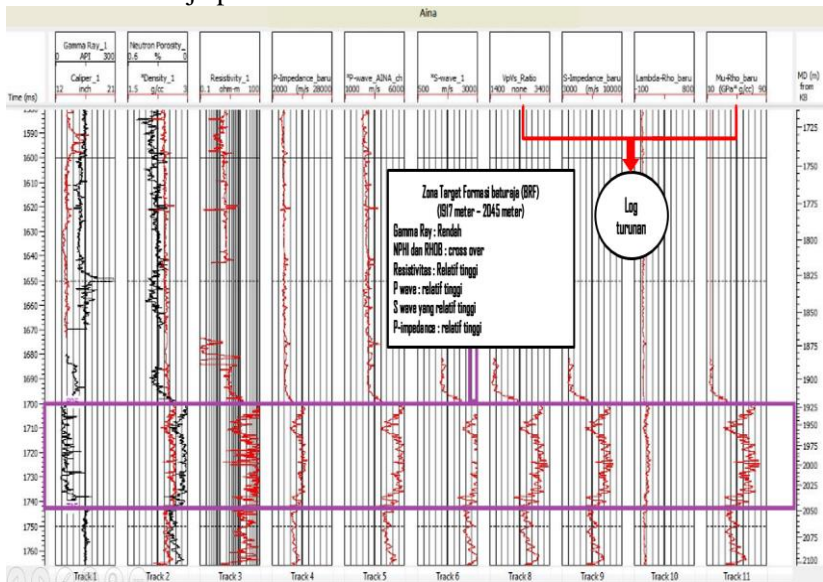 Aina
Gamma Ray_1
0 API 300
Caliper_1
12 inch 21
Neutron Porosity_
0.6 % 0
*Density_1
1.5 g/cc 3
Resistivity_1
0.1 ohm-m 100
P-Impedance_baru
2000 (m/s 28000
*P-wave_AINA_ch
1000 m/s 6000
*S-wave_1
500 m/s 3000
VpVs_Ratio
1400 none 3400
S-Impedance_baru
(m/s 10000
Lambda-Rho_baru
-100 800
Mu-Rho_baru
10 (GPa* g/cc) 90
Time (ms)
MD (m)
from
KB
1590
1600
1610
1620
1630
1640
1650
1660
1670
1680
1690
1700
1710
1720
1730
1740
1750
1760
1725
1750
1775
1800
1825
1850
1875
1900
1925
1950
1975
2000
2025
2050
2075
2100
Zona Target Formasi baturaja (BRF)
(1917 meter – 2045 meter)
Gamma Ray : Rendah
NPHI dan RHOB : cross over
Resistivitas : Relatif tinggi
P wave : relatif tinggi
S wave yang relatif tinggi
P-impedance : relatif tinggi
Log
turunan
Track 1
Track 2
Track 3
Track 4
Track 5
Track 6
Track 8
Track 9
Track 10
Track 11